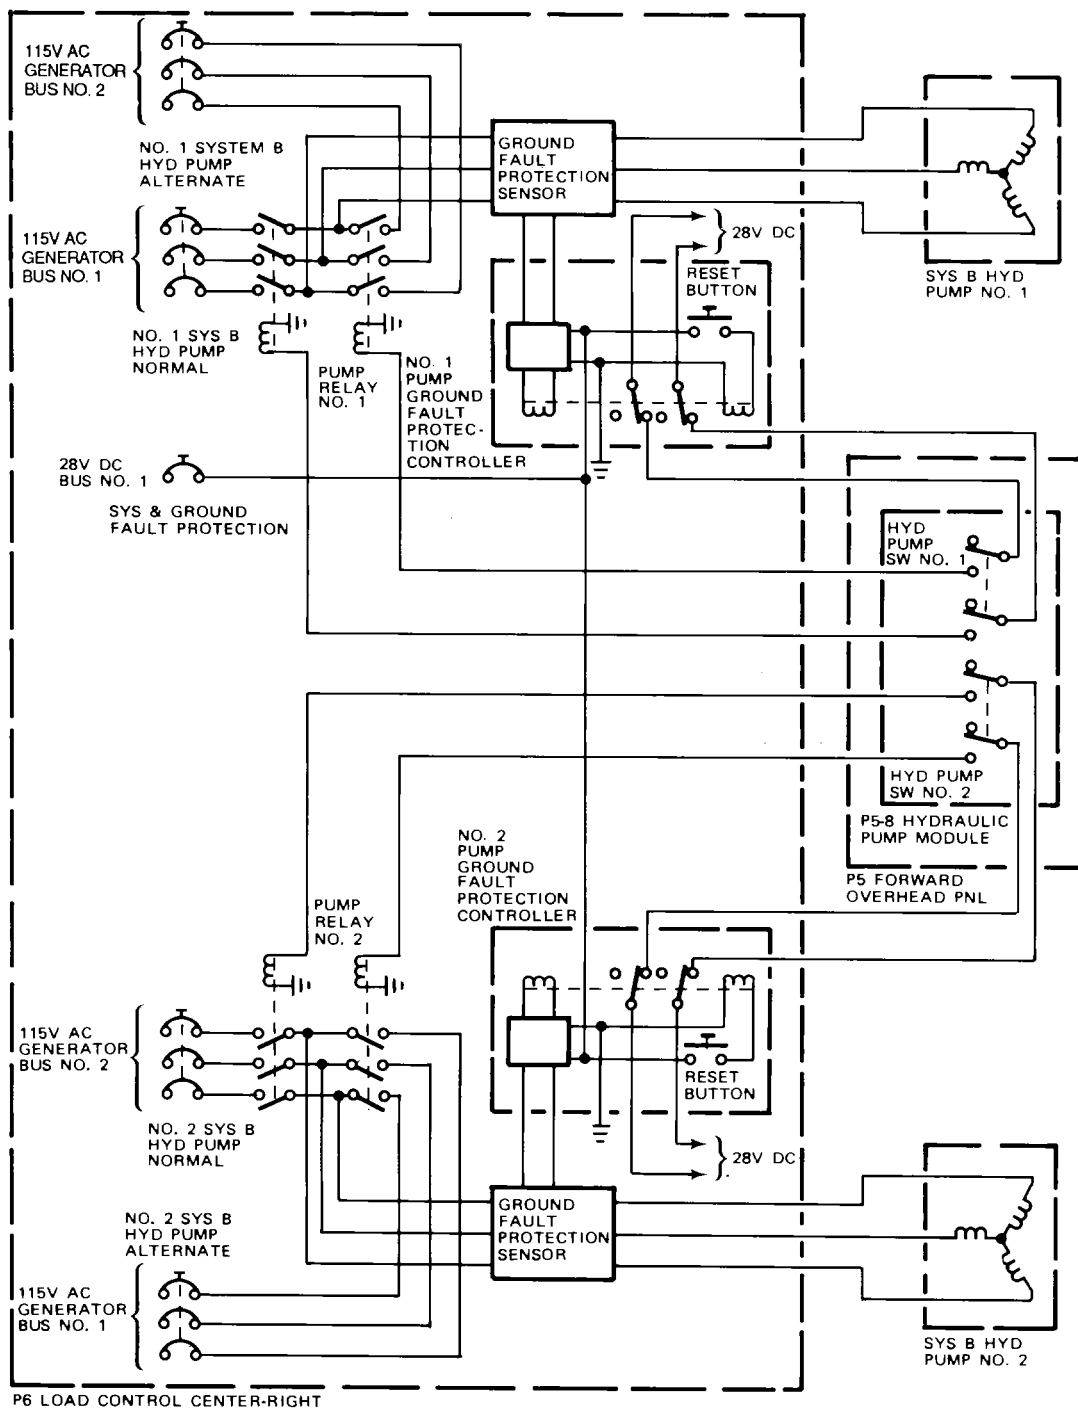 115V AC
GENERATOR
BUS NO. 2
NO. 1 SYSTEM B
HYD PUMP
ALTERNATE
115V AC
GENERATOR
BUS NO. 1
NO. 1 SYS B
HYD PUMP
NORMAL
PUMP
RELAY
NO. 1
NO. 1
PUMP
GROUND
FAULT
PROTEC-
TION
CONTROLLER
GROUND
FAULT
PROTECTION
SENSOR
28V DC
RESET
BUTTON
SYS B HYD
PUMP NO. 1
28V DC
BUS NO. 1
SYS & GROUND
FAULT PROTECTION
HYD
PUMP
SW NO. 1
HYD PUMP
SW NO. 2
P5-8 HYDRAULIC
PUMP MODULE
P5 FORWARD
OVERHEAD PNL
NO. 2
PUMP
GROUND
FAULT
PROTECTION
CONTROLLER
PUMP
RELAY
NO. 2
115V AC
GENERATOR
BUS NO. 2
NO. 2 SYS B
HYD PUMP
NORMAL
RESET
BUTTON
28V DC
GROUND
FAULT
PROTECTION
SENSOR
NO. 2 SYS B
HYD PUMP
ALTERNATE
115V AC
GENERATOR
BUS NO. 1
SYS B HYD
PUMP NO. 2
P6 LOAD CONTROL CENTER-RIGHT